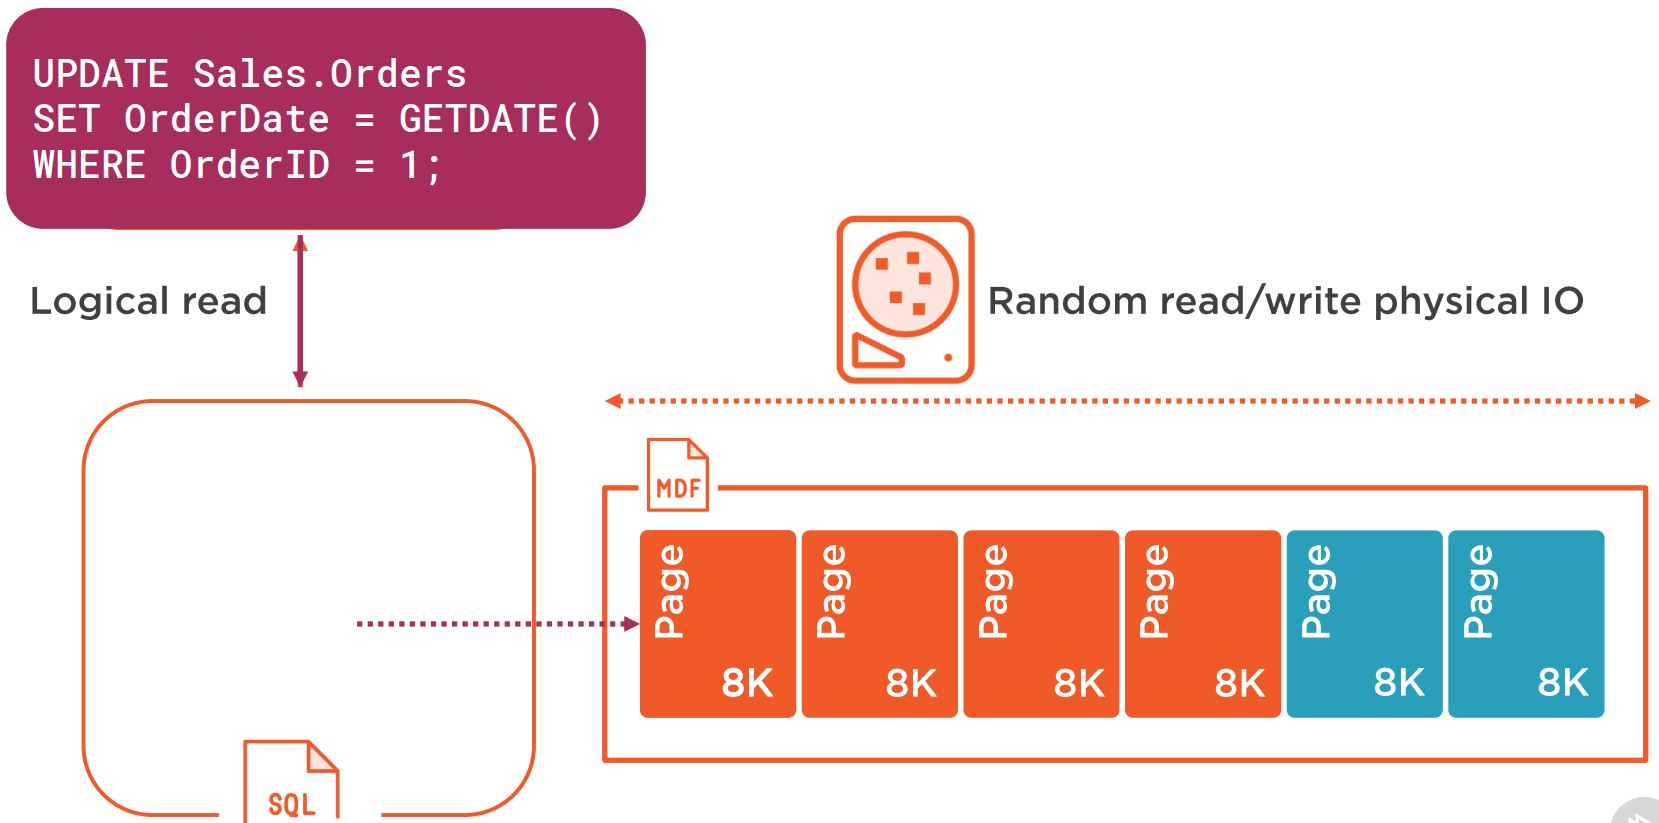 UPDATE Sales.Orders
SET OrderDate = GETDATE()
WHERE OrderID = 1;
Logical read
Random read/write physical IO
MDF
Page
8K
Page
8K
Page
8K
Page
8K
Page
8K
Page
8K
SQL